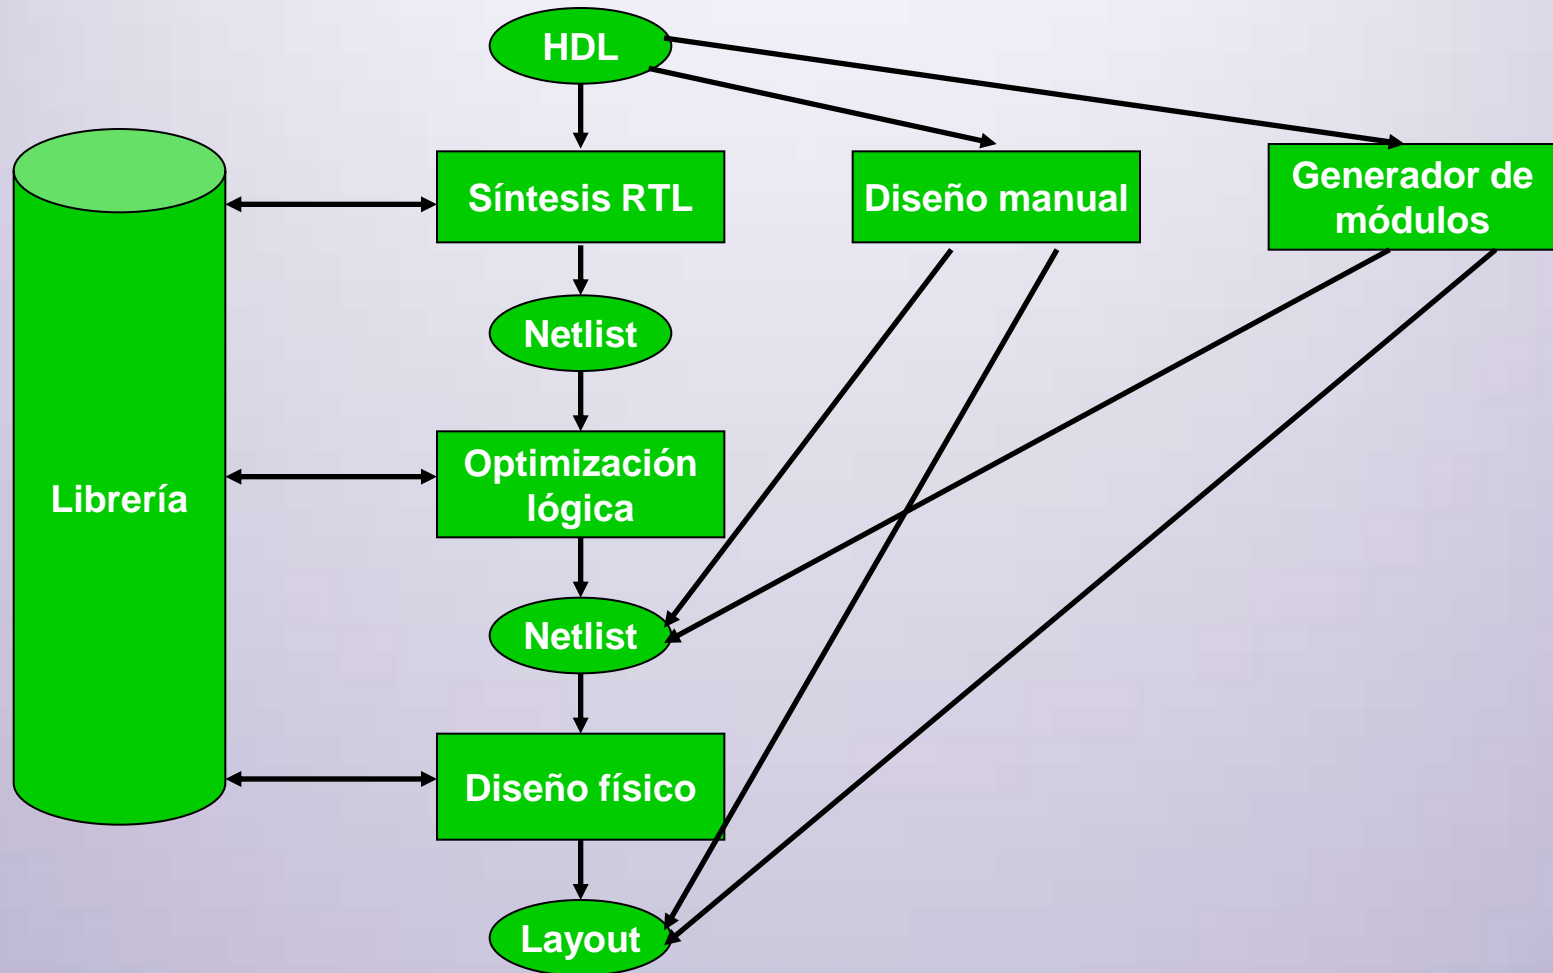 HDL
Síntesis RTL
Diseño manual
Generador de
módulos
Netlist
Librería
Optimización
lógica
Netlist
Diseño físico
Layout